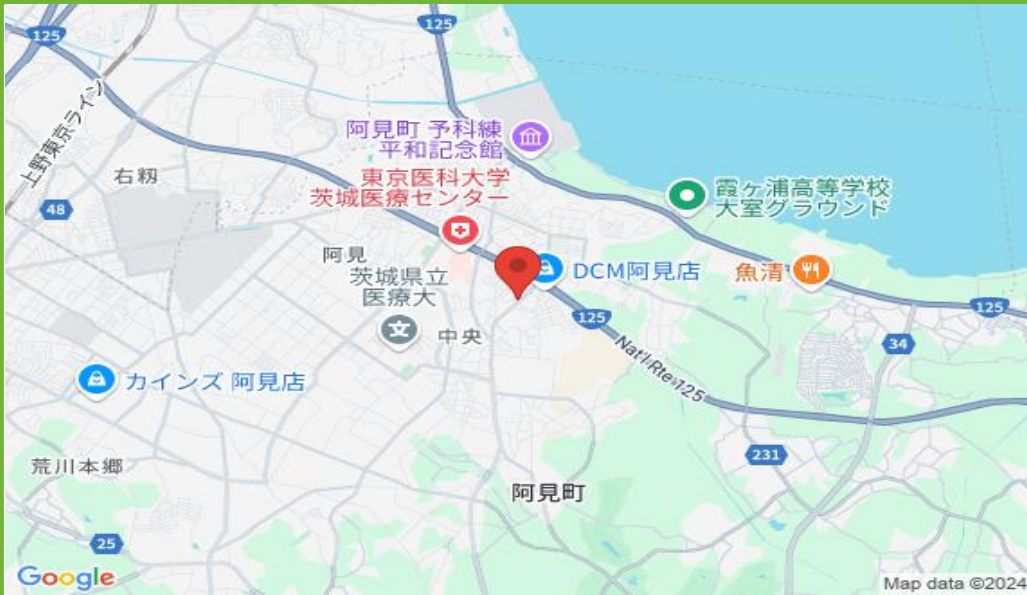 125
125
上野東京ライン
阿見町 予科練
平和記念館
右籾
東京医科大学
茨城医療センター
霞ヶ浦高等学校
大室グラウンド
48
阿見
DCM阿見店
魚清
茨城県立
医療大
125
125
中央
Nat'l Rte 125
34
カインズ 阿見店
231
荒川本郷
阿見町
25
Google
Map data ©2024